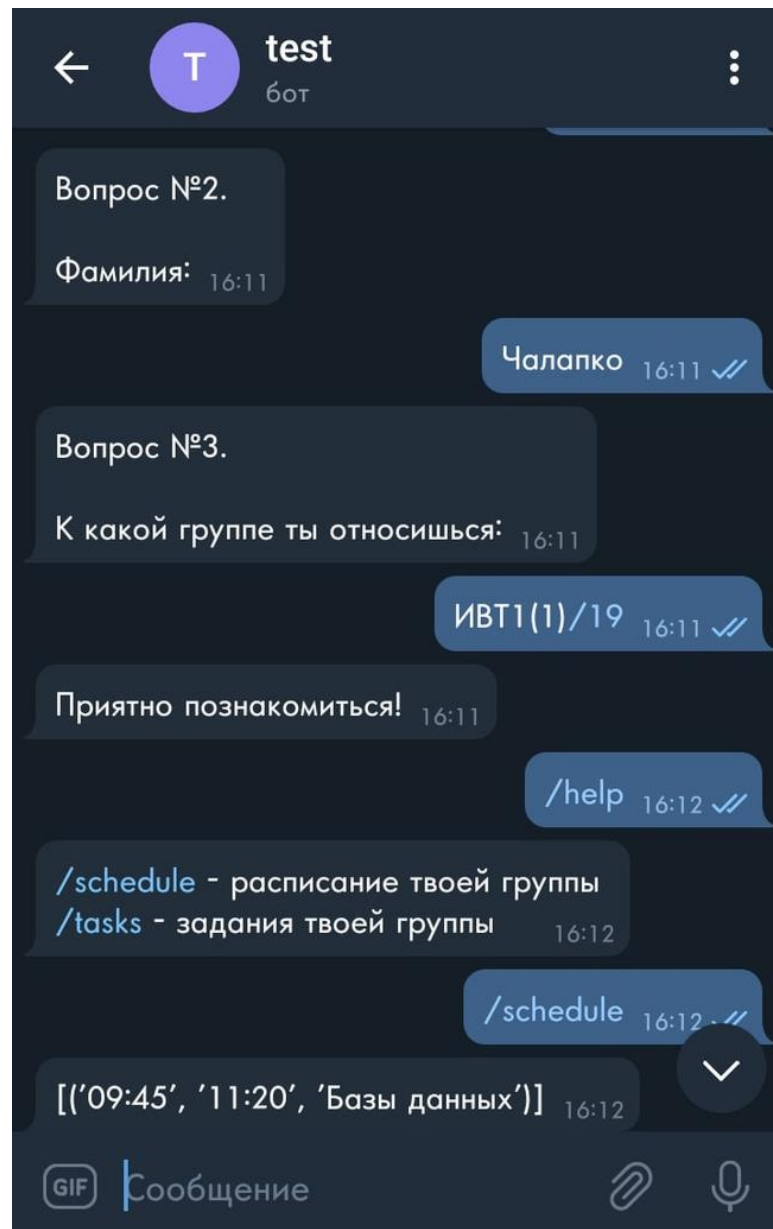 test
T
бот
Вопрос №2.
Фамилия: 16:11
Чалапко 16:11
Вопрос №3.
К какой группе ты относишься: 16:11
ИВТ1(1)/19 16:11
Приятно познакомиться! 16:11
/help 16:12
/schedule - расписание твоей группы
/tasks - задания твоей группы 16:12
/schedule 16:12
[('09:45', '11:20', 'Базы данных')] 16:12
GIF Сообщение